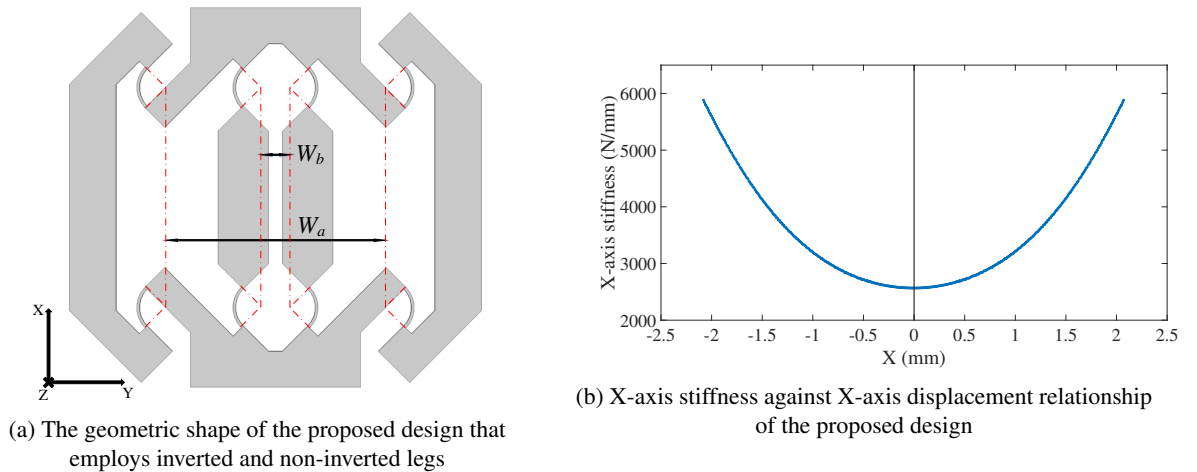 W_b
W_a
X
Z
Y
(a) The geometric shape of the proposed design that
employs inverted and non-inverted legs
X-axis stiffness (N/mm)
6000
5000
4000
3000
2000
-2.5 -2 -1.5 -1 -0.5 0 0.5 1 1.5 2 2.5
X (mm)
(b) X-axis stiffness against X-axis displacement relationship
of the proposed design